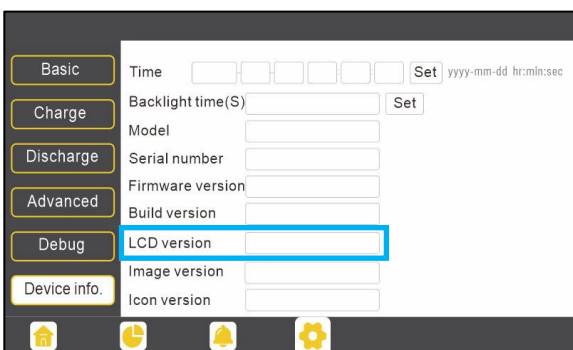 Basic
Charge
Discharge
Advanced
Debug
Device info.
Time - - : : Set yyyy-mm-dd hr:min:sec
Backlight time(S) Set
Model
Serial number
Firmware version
Build version
LCD version
Image version
Icon version